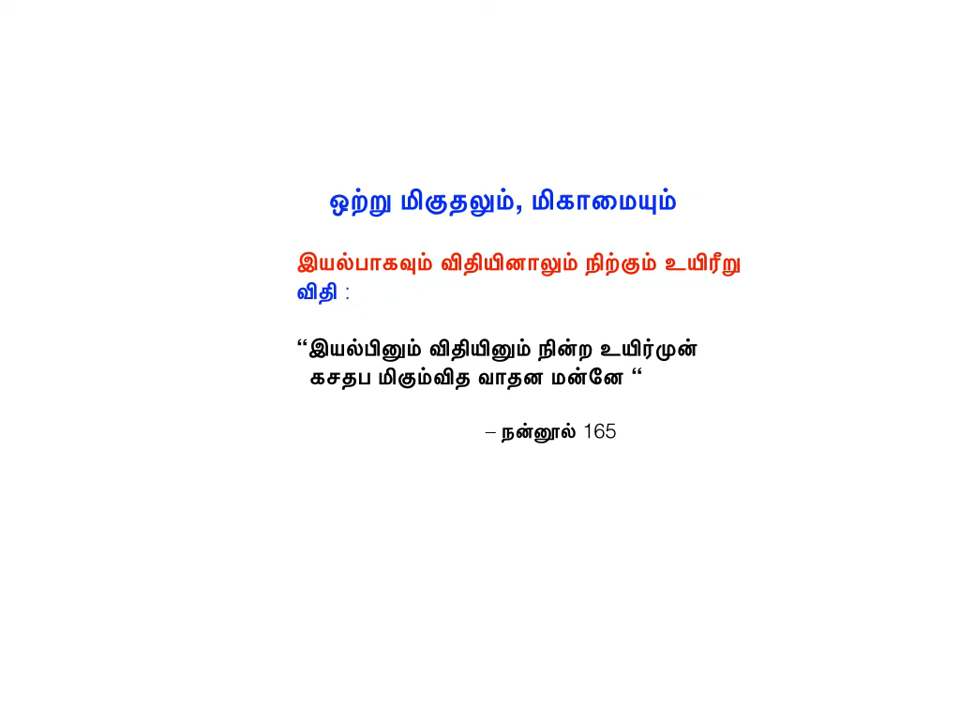 ஒற்று மிகுதலும், மிகாமையும்
இயல்பாகவும் விதியினாலும் நிற்கும் உயிரீறு
விதி :
“இயல்பினும் விதியினும் நின்ற உயிர்முன்
கசதப மிகும்வித வாதன மன்னே “
– நன்னூல் 165